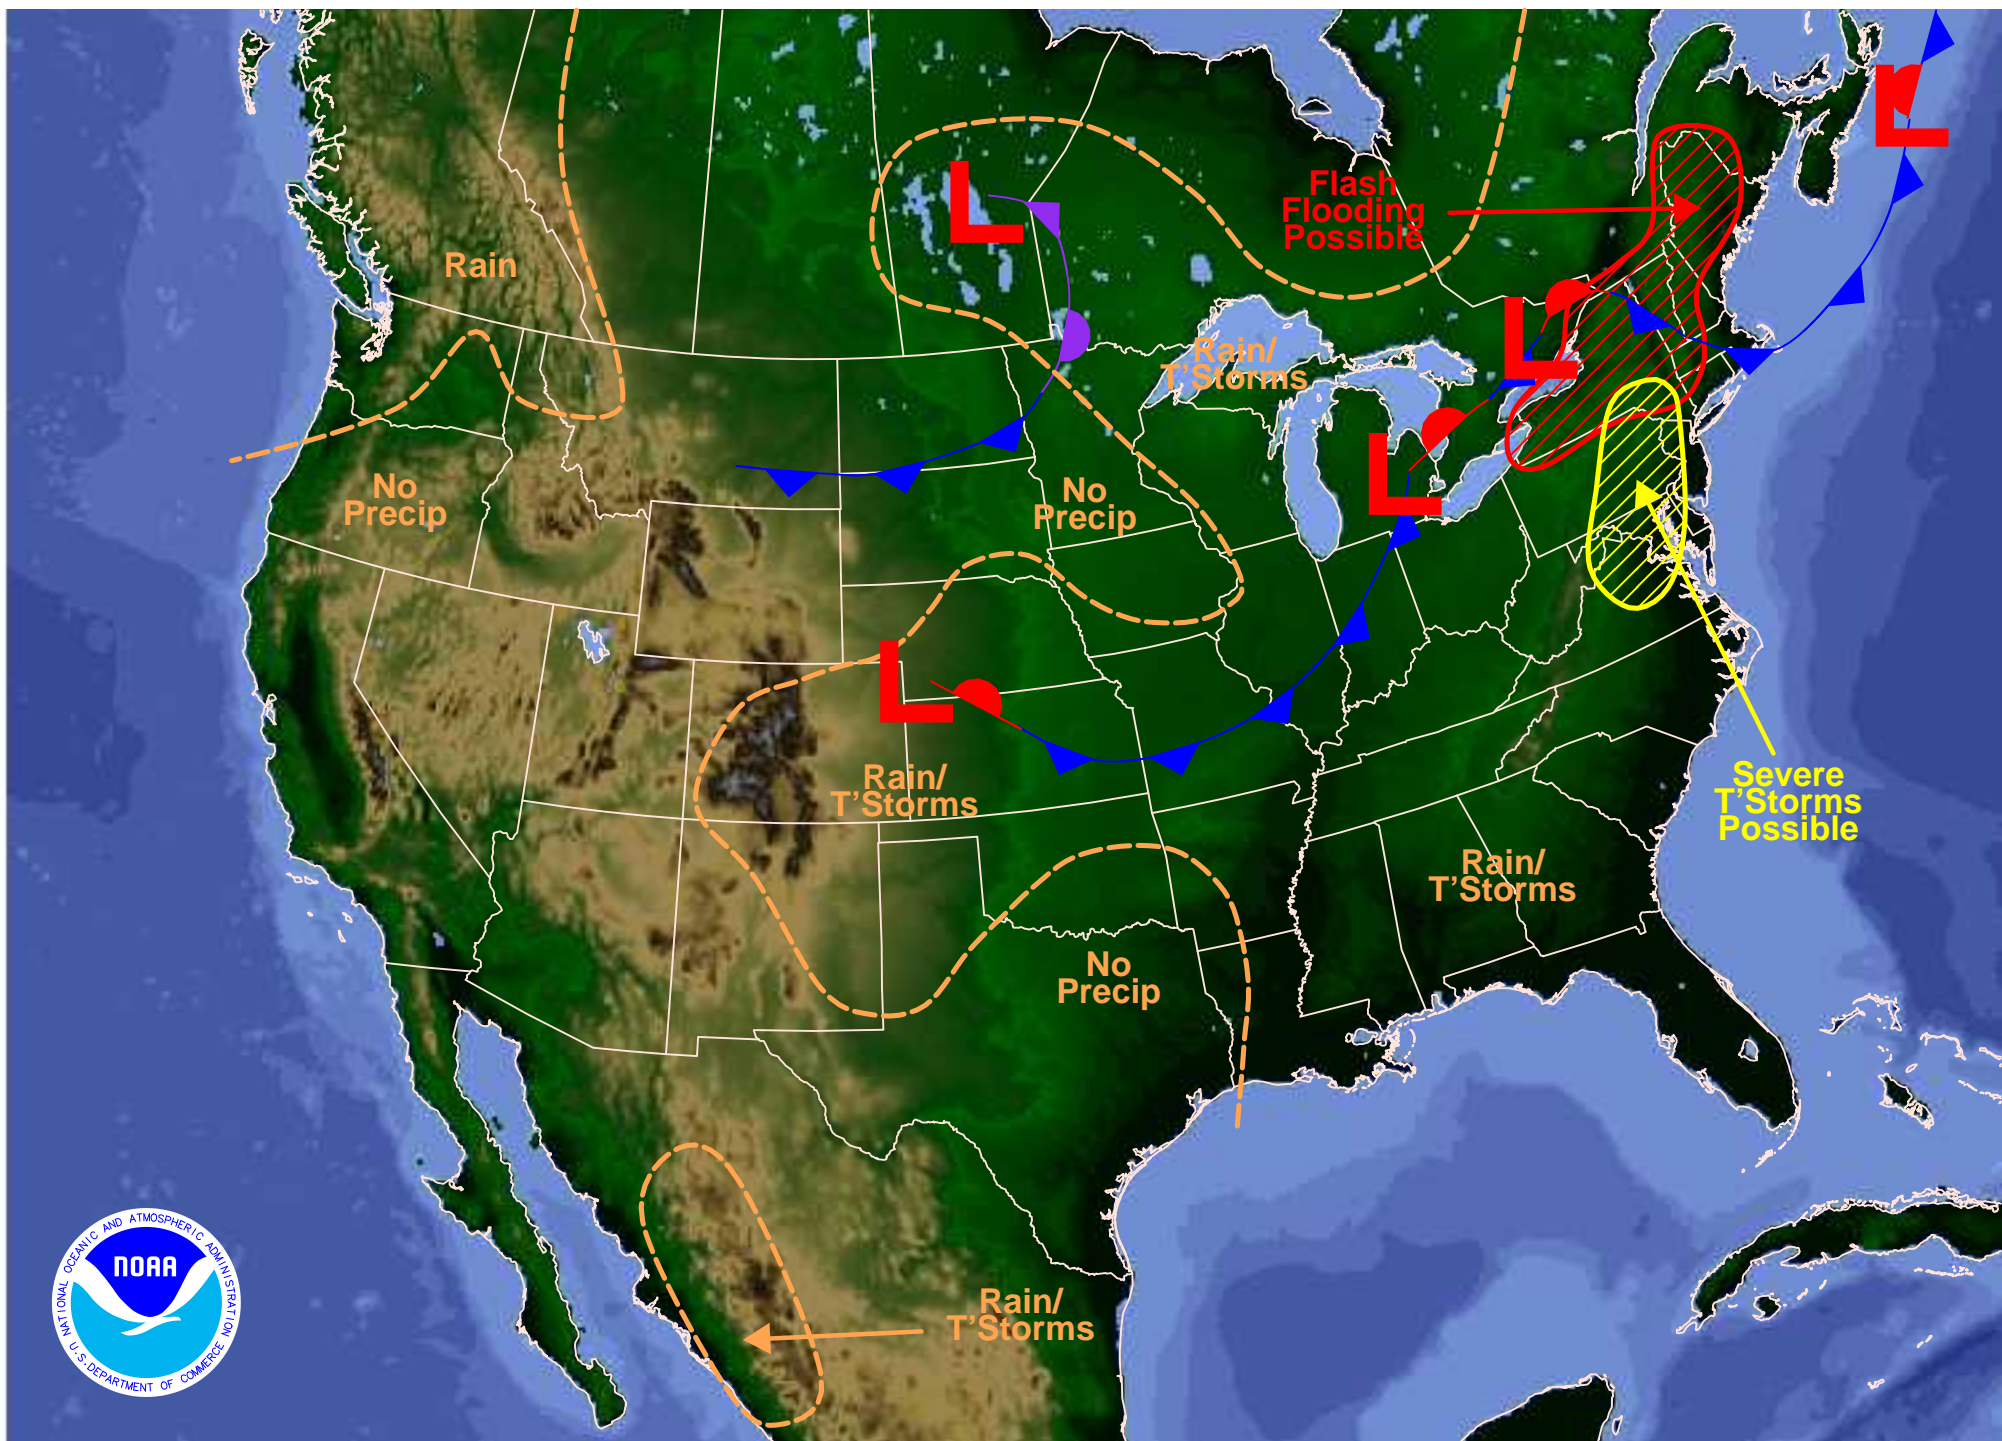 Flash
Flooding
Possible
L
L
Rain
L
Rain/
T'Storms
L
No
Precip
No
Precip
L
L
Rain/
T'Storms
Severe
T'Storms
Possible
Rain/
T'Storms
No
Precip
Rain/
T'Storms
NATIONAL OCEANIC AND ATMOSPHERIC ADMINISTRATION
NOAA
U.S. DEPARTMENT OF COMMERCE